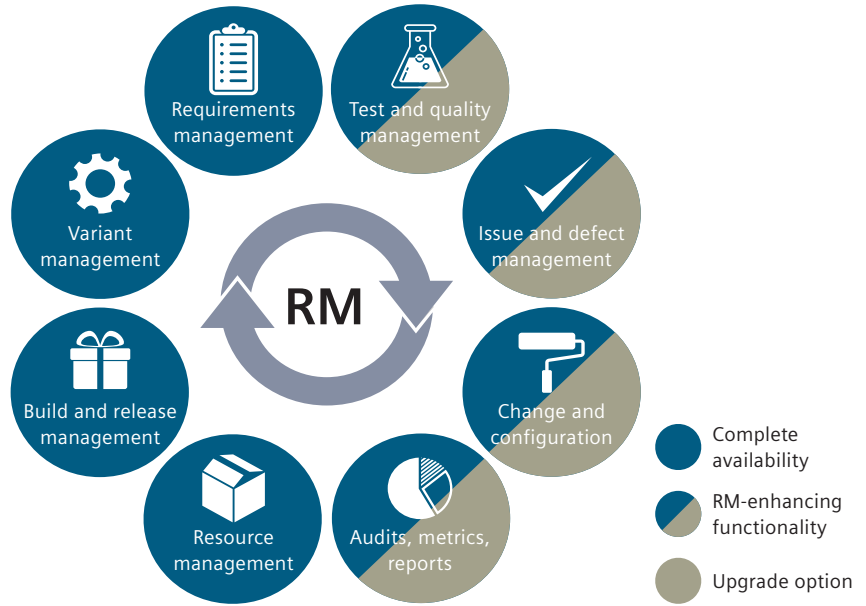 Requirements
management
Test and quality
management
Variant
management
Issue and defect
management
RM
Build and release
management
Change and
configuration
Resource
management
Audits, metrics,
reports
Complete
availability
RM-enhancing
functionality
Upgrade option